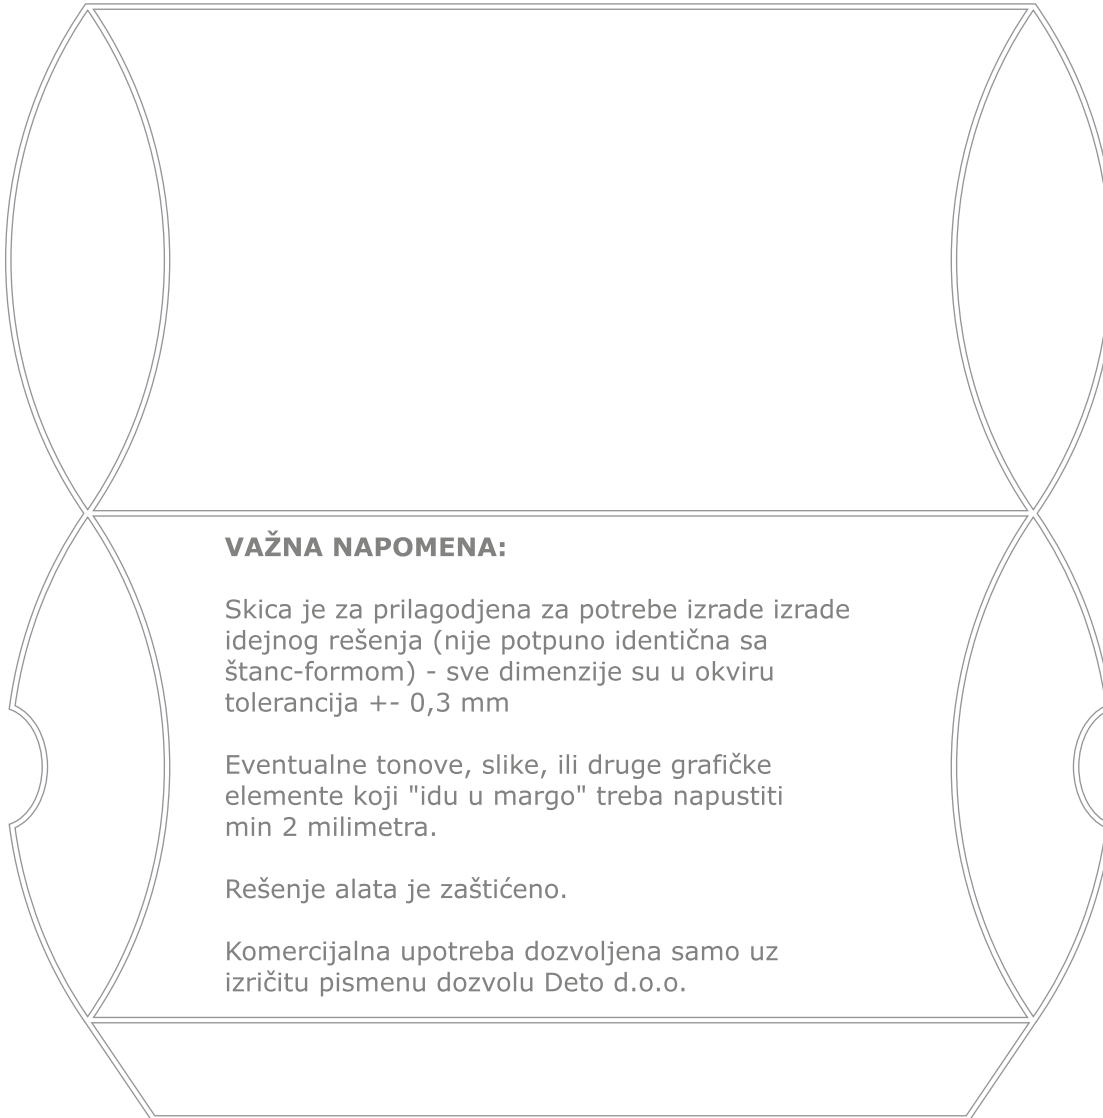 VAŽNA NAPOMENA:
Skica je za prilagodjena za potrebe izrade izrade
idejnog rešenja (nije potpuno identična sa
štanc-formom) - sve dimenzije su u okviru
tolerancija +- 0,3 mm
Eventualne tonove, slike, ili druge grafičke
elemente koji "idu u margo" treba napustiti
min 2 milimetra.
Rešenje alata je zaštićeno.
Komercijalna upotreba dozvoljena samo uz
izričitu pismenu dozvolu Deto d.o.o.